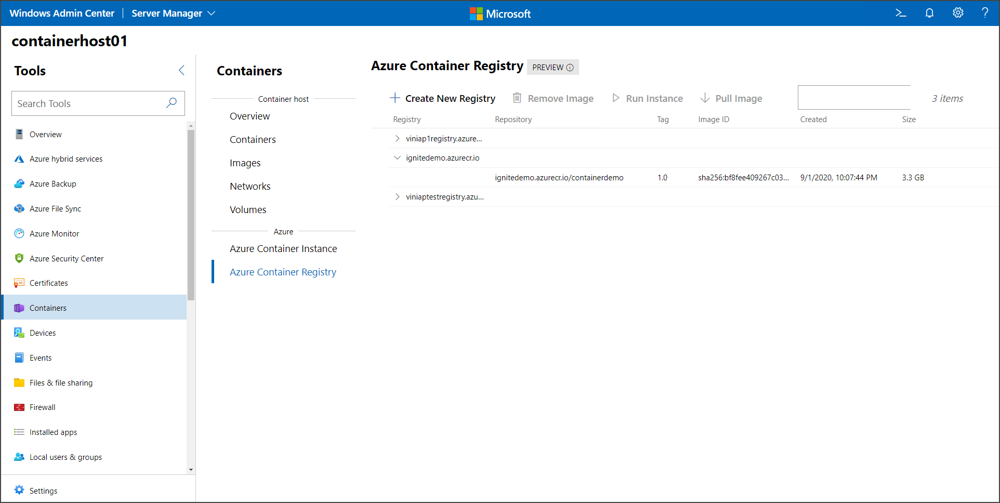 Windows Admin Center Server Manager
Microsoft
containerhost01
Tools
Search Tools
Overview
Azure hybrid services
Azure Backup
Azure File Sync
Azure Monitor
Azure Security Center
Certificates
Containers
Devices
Events
Files & file sharing
Firewall
Installed apps
Local users & groups
Settings
Containers
Container host
Overview
Containers
Images
Networks
Volumes
Azure
Azure Container Instance
Azure Container Registry
Azure Container Registry PREVIEW
Create New Registry Remove Image Run Instance Pull Image 3 items
Registry Repository Tag Image ID Created Size
viniap1registry.azure...
ignitedemo.azurecr.io
ignitedemo.azurecr.io/containerdemo 1.0 sha256:bf8fee409267c03... 9/1/2020, 10:07:44 PM 3.3 GB
viniaptestregistry.azu...